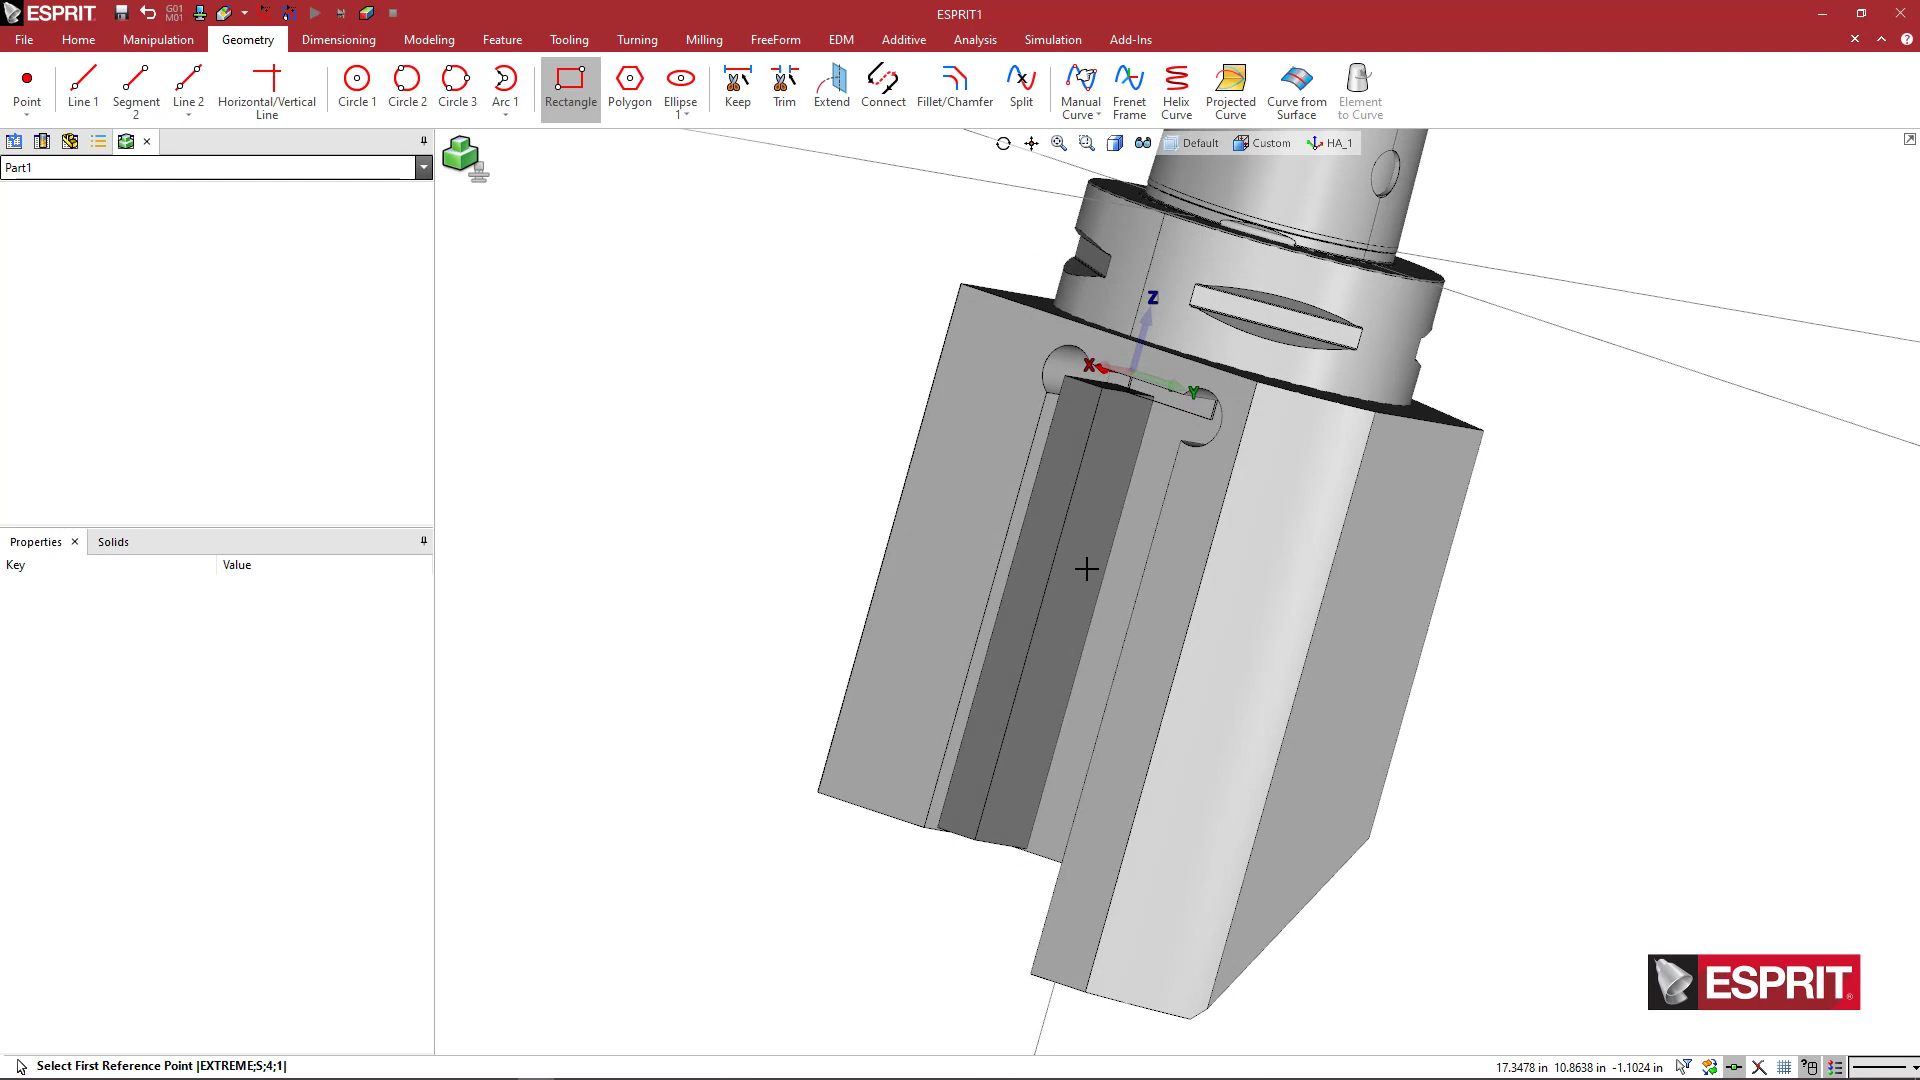 ESPRIT
G01
M01
ESPRIT1
File Home Manipulation Geometry Dimensioning Modeling Feature Tooling Turning Milling FreeForm EDM Additive Analysis Simulation Add-Ins
Point Line 1 Segment 2 Line 2 Horizontal/Vertical Line Circle 1 Circle 2 Circle 3 Arc 1 Rectangle Polygon Ellipse 1 Keep Trim Extend Connect Fillet/Chamfer Split Manual Curve Frenet Frame Helix Curve Projected Curve Curve from Surface Element to Curve
Default Custom HA_1
Part1
Z
X
Y
Properties Solids
Key Value
ESPRIT
Select First Reference Point |EXTREME;S;4;1|
17.3478 in 10.8638 in -1.1024 in